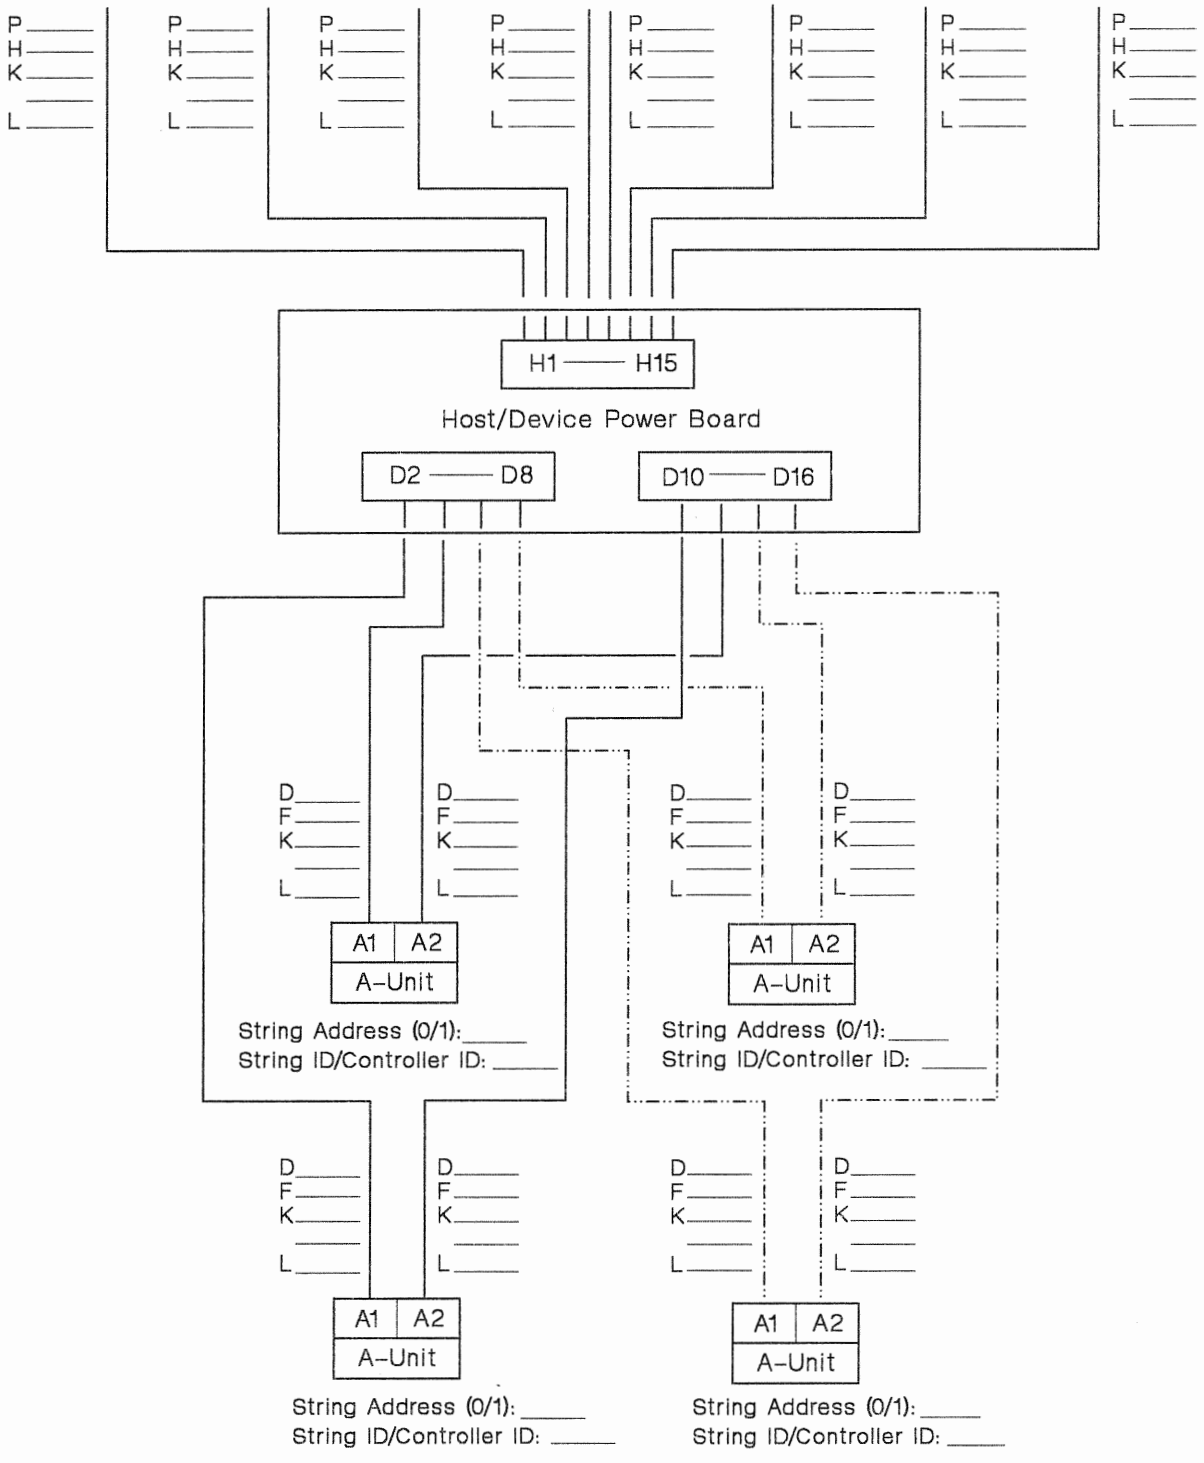 P P P P P P P P
H H H H H H H H
K K K K K K K K
L L L L L L L L
H1 H15
Host/Device Power Board
D2 D8 D10 D16
D D D D
F F F F
K K K K
L L L L
A1 A2 A1 A2
A-Unit A-Unit
String Address (0/1): String Address (0/1):
String ID/Controller ID: String ID/Controller ID:
D D D D
F F F F
K K K K
L L L L
A1 A2 A1 A2
A-Unit A-Unit
String Address (0/1): String Address (0/1):
String ID/Controller ID: String ID/Controller ID: